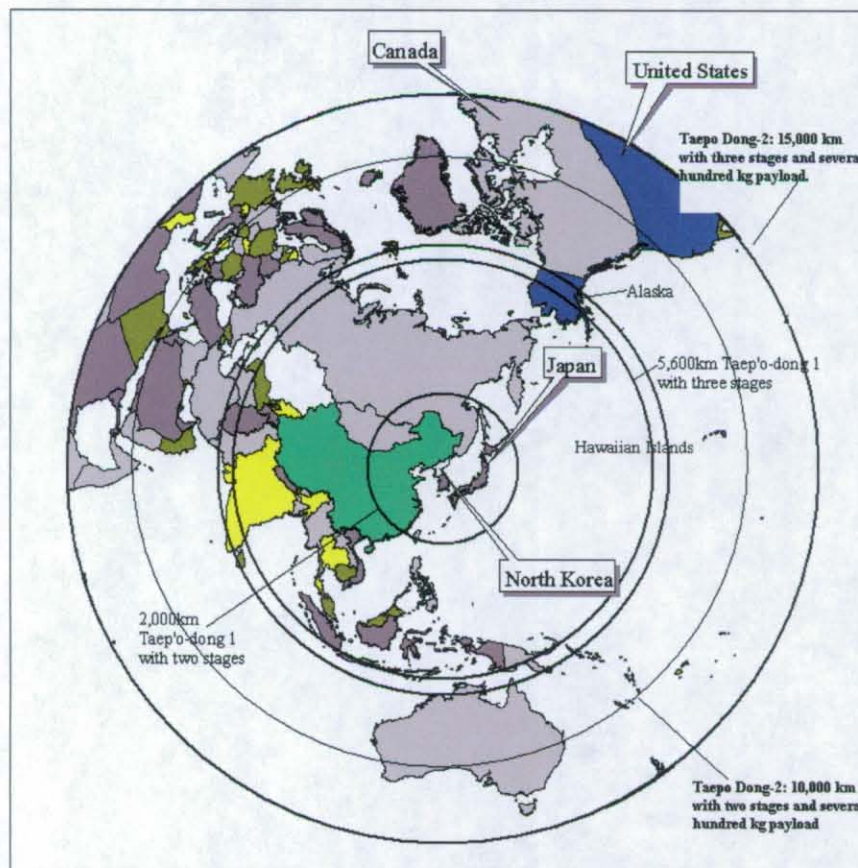 Canada
United States
Taepo Dong-2: 15,000 km
with three stages and severa
hundred kg payload.
Alaska
Japan
5,600km Taep'o-dong 1
with three stages
Hawaiian Islands
North Korea
2,000km
Taep'o-dong 1
with two stages
Taepo Dong-2: 10,000 km
with two stages and severa
hundred kg payload